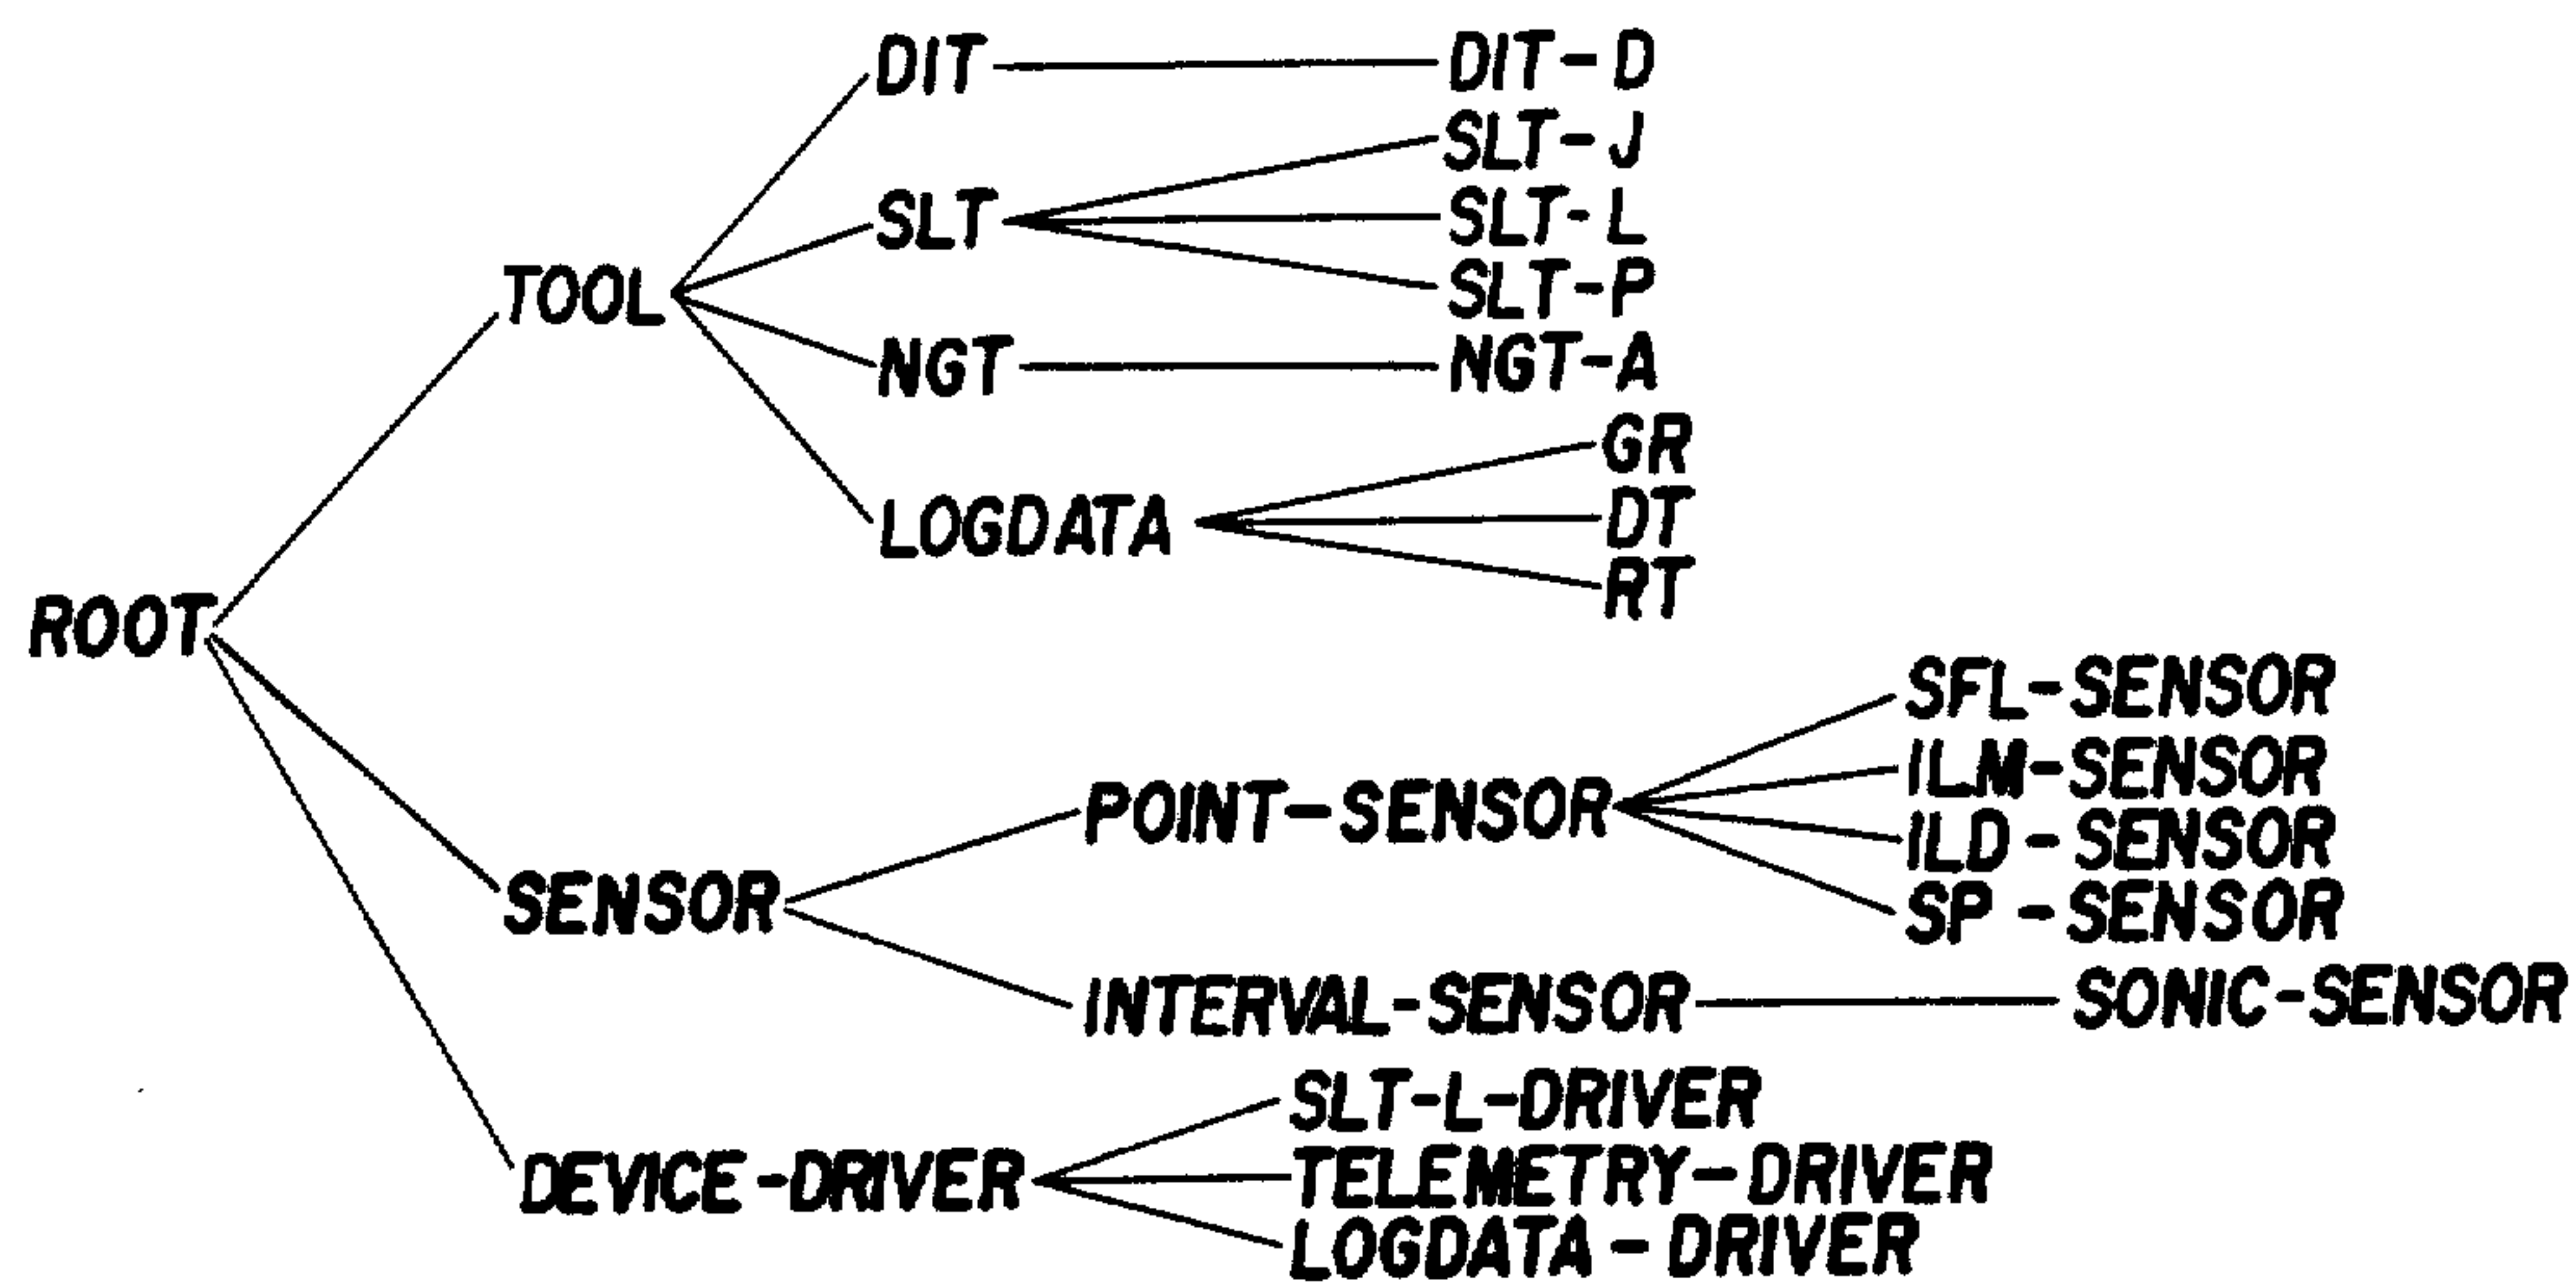 DIT DIT-D
SLT-J
SLT SLT-L
TOOL SLT-P
NGT NGT-A
GR
LOGDATA DT
RT
ROOT
SFL-SENSOR
ILM-SENSOR
POINT-SENSOR ILD-SENSOR
SENSOR SP-SENSOR
INTERVAL-SENSOR SONIC-SENSOR
SLT-L-DRIVER
DEVICE-DRIVER TELEMETRY-DRIVER
LOGDATA-DRIVER